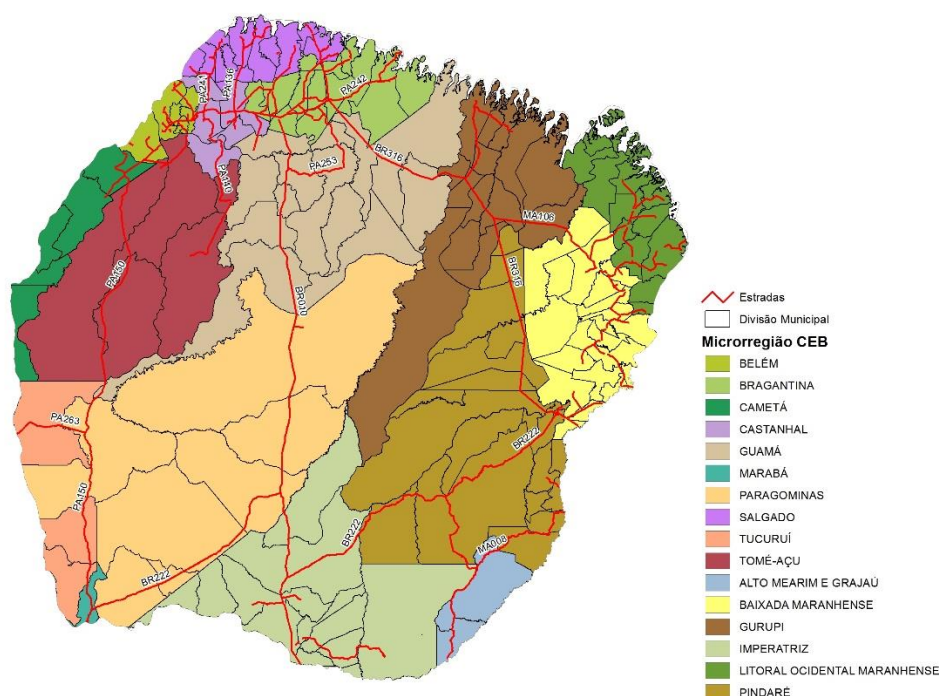 PA241
PA136
PA242
PA253
BR316
PA140
MA106
PA150
BR316
BR010
PA263
BR222
PA150
BR222
MA008
BR222
Estradas
Divisão Municipal
Microrregião CEB
BELÉM
BRAGANTINA
CAMETÁ
CASTANHAL
GUAMÁ
MARABÁ
PARAGOMINAS
SALGADO
TUCURUÍ
TOMÉ-AÇU
ALTO MEARIM E GRAJAÚ
BAIXADA MARANHENSE
GURUPI
IMPERATRIZ
LITORAL OCIDENTAL MARANHENSE
PINDARÉ